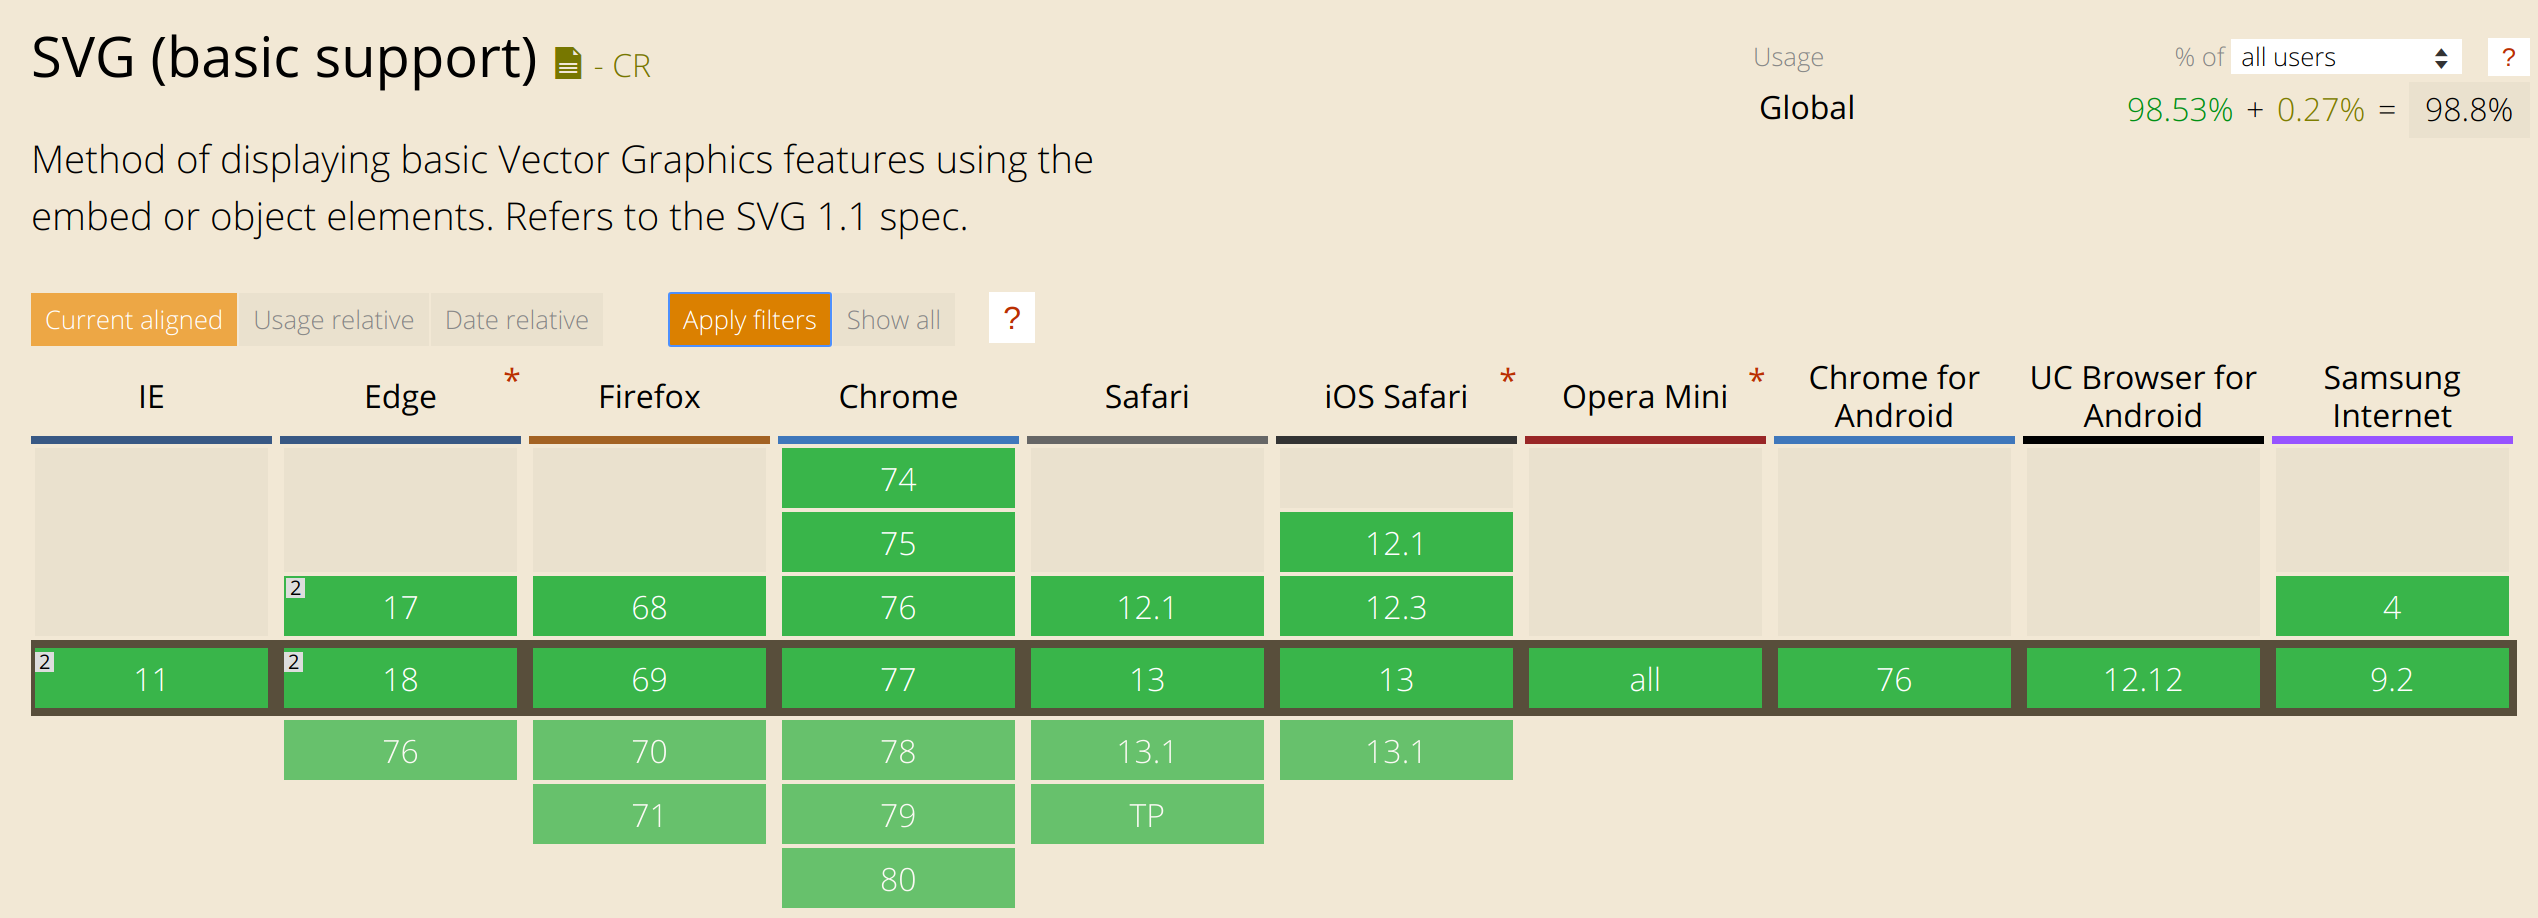 SVG (basic support) - CR
Usage % of all users ?
Global 98.53% + 0.27% = 98.8%
Method of displaying basic Vector Graphics features using the
embed or object elements. Refers to the SVG 1.1 spec.
Current aligned Usage relative Date relative Apply filters Show all ?
IE Edge * Firefox Chrome Safari iOS Safari * Opera Mini * Chrome for Android UC Browser for Android Samsung Internet
74
75 12.1
2 17 68 76 12.1 12.3 4
2 11 2 18 69 77 13 13 all 76 12.12 9.2
76 70 78 13.1 13.1
71 79 TP
80